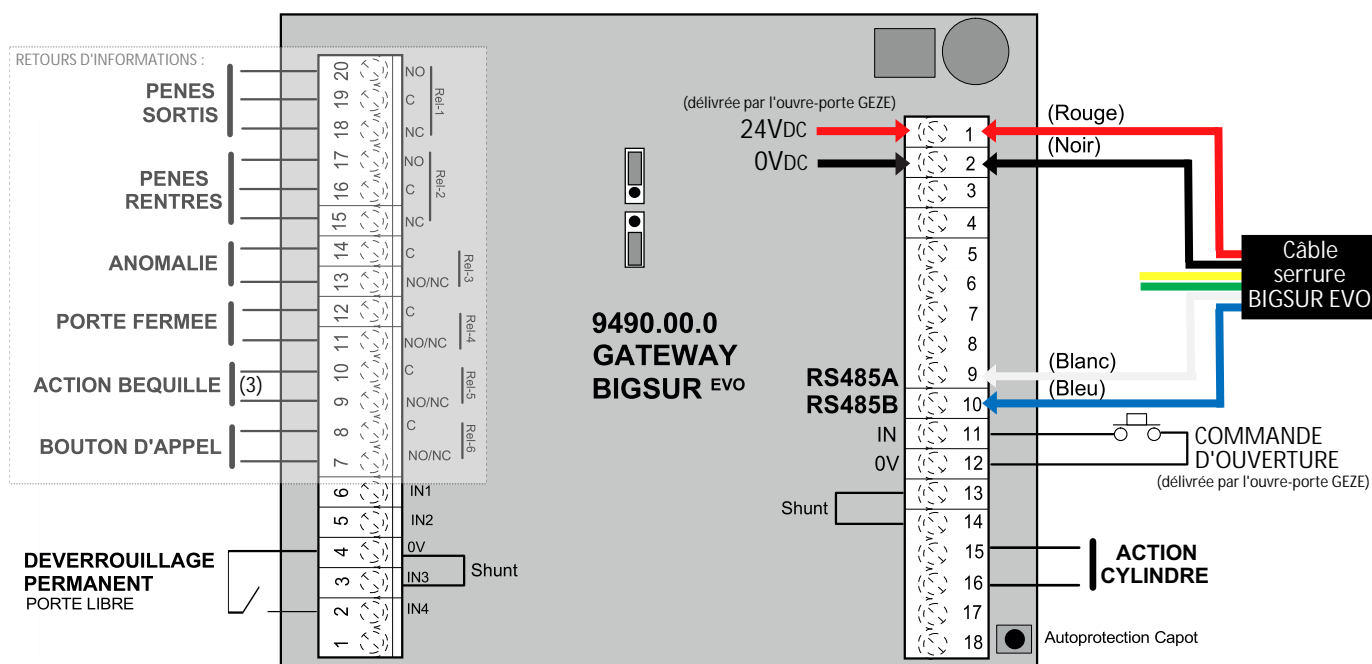 RETOURS D'INFORMATIONS :
PENES
SORTIS
20 NO
19 C
18 NC
Rel-1
PENES
RENTRES
17 NO
16 C
15 NC
Rel-2
ANOMALIE
14 C
13 NO/NC
Rel-3
PORTE FERMEE
12 C
11 NO/NC
Rel-4
ACTION BEQUILLE (3)
10 C
9 NO/NC
Rel-5
BOUTON D'APPEL
8 C
7 NO/NC
Rel-6
6 IN1
5 IN2
4 0V
3 IN3
Shunt
2 IN4
1
DEVERROUILLAGE
PERMANENT
PORTE LIBRE
9490.00.0
GATEWAY
BIGSUR EVO
(délivrée par l'ouvre-porte GEZE)
24VDC
0VDC
1
2
3
4
5
6
7
8
RS485A 9
RS485B 10
IN 11
0V 12
13
Shunt
14
15
16
17
18
(Rouge)
(Noir)
Câble
serrure
BIGSUR EVO
(Blanc)
(Bleu)
COMMANDE
D'OUVERTURE
(délivrée par l'ouvre-porte GEZE)
ACTION
CYLINDRE
Autoprotection Capot